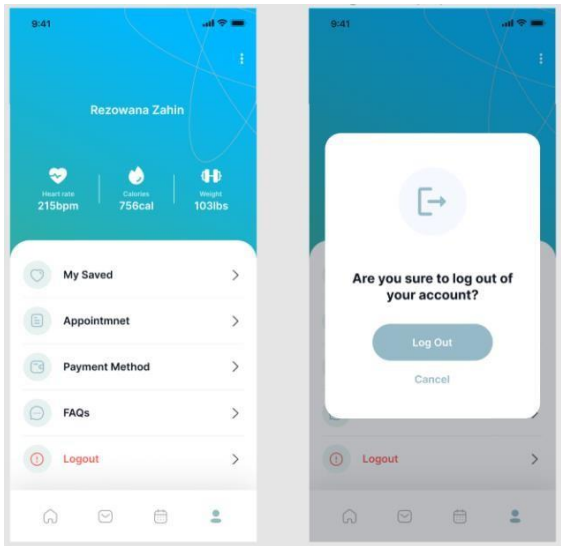 9:41
Rezowana Zahin
Heart rate
215bpm
Calories
756cal
Weight
103lbs
My Saved
Appointmnet
Payment Method
FAQs
Logout
9:41
Are you sure to log out of
your account?
Log Out
Cancel
Logout